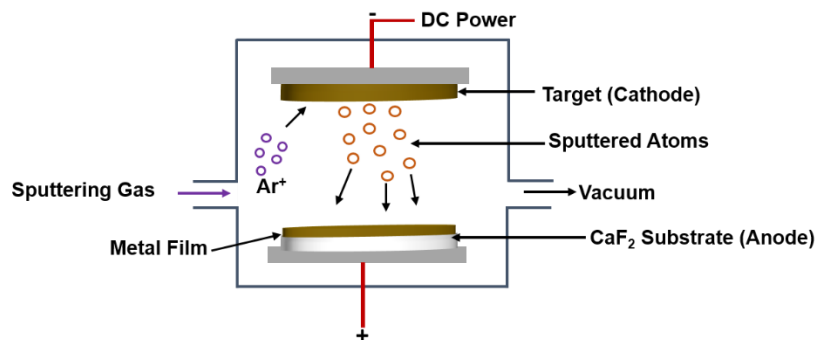 -
DC Power
Target (Cathode)
Sputtered Atoms
Ar⁺
Sputtering Gas
Vacuum
Metal Film
CaF₂ Substrate (Anode)
+